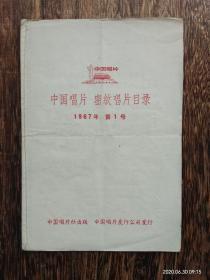 中国唱片
中国唱片 密纹唱片目录
1967年 第1号
中国唱片社出版 中国唱片发行公司发行
2020.06.30 09:15